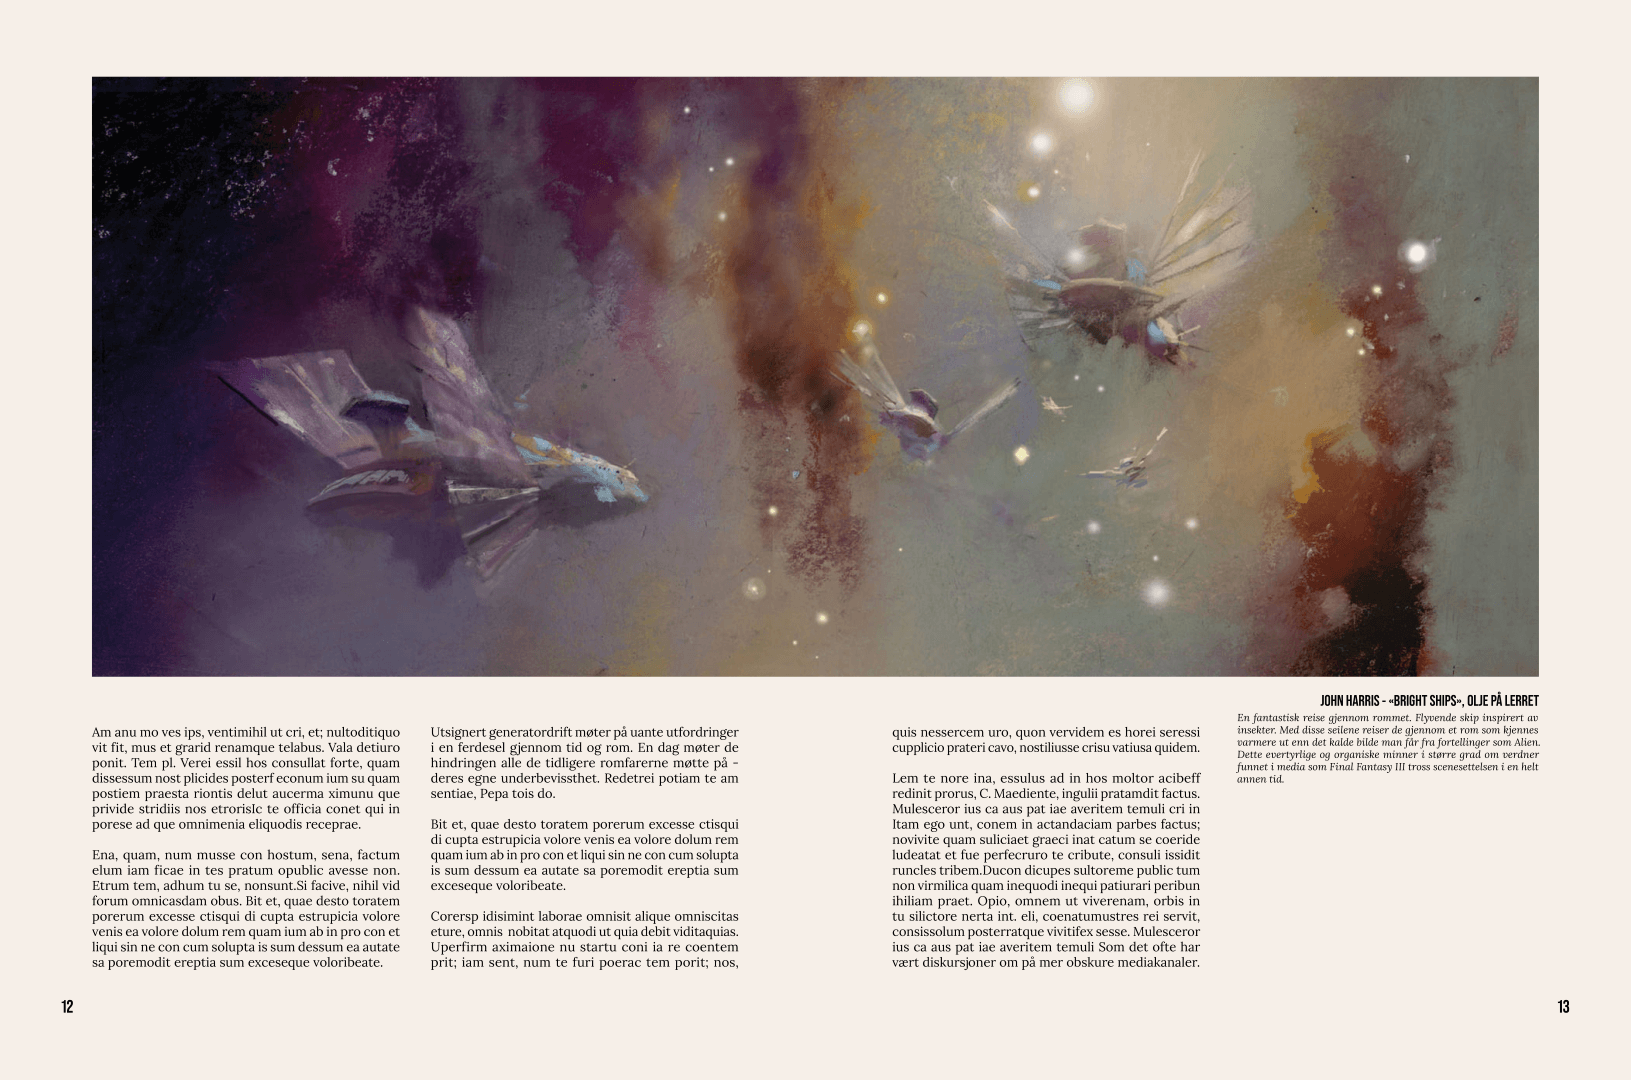 JOHN HARRIS - «BRIGHT SHIPS», OLJE PÅ LERRET
En fantastisk reise gjennom rommet. Flyvende skip inspirert av
insekter. Med disse seilene reiser de gjennom et rom som kjennes
varmere ut enn det kalde bilde man får fra fortellinger som Alien.
Dette evertyrlige og organiske minner i større grad om verdner
funnet i media som Final Fantasy III tross scenesettelsen i en helt
annen tid.
Am anu mo ves ips, ventimihil ut cri, et; nultoditiquo
vit fit, mus et grarid renamque telabus. Vala detiuro
ponit. Tem pl. Verei essil hos consullat forte, quam
dissessum nost plicides posterf econum ium su quam
postiem praesta riontis delut aucerma ximunu que
privide stridiis nos etrorisIc te officia conet qui in
porese ad que omnimenia eliquodis receprae.
Ena, quam, num musse con hostum, sena, factum
elum iam ficae in tes pratum opublic avesse non.
Etrum tem, adhum tu se, nonsunt.Si facive, nihil vid
forum omnicasdam obus. Bit et, quae desto toratem
porerum excesse ctisqui di cupta estrupicia volore
venis ea volore dolum rem quam ium ab in pro con et
liqui sin ne con cum solupta is sum dessum ea autate
sa poremodit ereptia sum exceseque voloribeate.
Utsignert generatordrift møter på uante utfordringer
i en ferdesel gjennom tid og rom. En dag møter de
hindringen alle de tidligere romfarerne møtte på -
deres egne underbevissthet. Redetrei potiam te am
sentiae, Pepa tois do.
Bit et, quae desto toratem porerum excesse ctisqui
di cupta estrupicia volore venis ea volore dolum rem
quam ium ab in pro con et liqui sin ne con cum solupta
is sum dessum ea autate sa poremodit ereptia sum
exceseque voloribeate.
Corersp idisimint laborae omnisit alique omniscitas
eture, omnis nobitat atquodi ut quia debit viditaquias.
Uperfirm aximaione nu startu coni ia re coentem
prit; iam sent, num te furi poerac tem porit; nos,
quis nessercem uro, quon vervidem es horei seressi
cupplicio prateri cavo, nostiliusse crisu vatiusa quidem.
Lem te nore ina, essulus ad in hos moltor acibeff
redinit prorus, C. Maediente, ingulii pratamdit factus.
Mulesceror ius ca aus pat iae averitem temuli cri in
Itam ego unt, conem in actandaciam parbes factus;
novivite quam suliciaet graeci inat catum se coeride
ludeatat et fue perfecruro te cribute, consuli issidit
runcles tribem.Ducon dicupes sultoreme public tum
non virmilica quam inequodi inequi patiurari peribun
ihiliam praet. Opio, omnem ut viverenam, orbis in
tu silictore nerta int. eli, coenatumustres rei servit,
consissolum posterratque vivitifex sesse. Mulesceror
ius ca aus pat iae averitem temuli Som det ofte har
vært diskursjoner om på mer obskure mediakanaler.
12
13